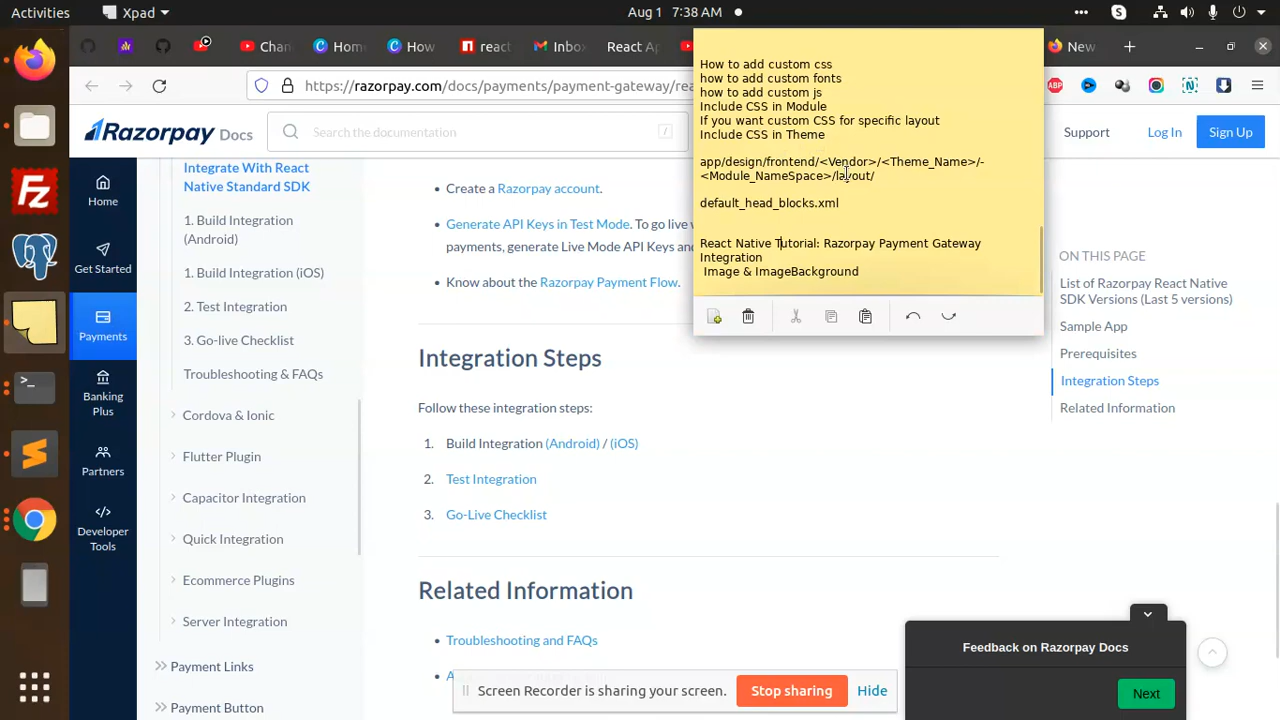 Activities
Xpad
Aug 1 7:38 AM
Chan
Home
How
react
Inbo
React Ap
New
https://razorpay.com/docs/payments/payment-gateway/rea
ABP
Razorpay Docs
Search the documentation
/
Support
Log In
Sign Up
How to add custom css
how to add custom fonts
how to add custom js
Include CSS in Module
If you want custom CSS for specific layout
Include CSS in Theme
app/design/frontend/<Vendor>/<Theme_Name>/-
<Module_NameSpace>/layout/
default_head_blocks.xml
React Native Tutorial: Razorpay Payment Gateway
Integration
Image & ImageBackground
Home
Get Started
Payments
Banking
Plus
Partners
Developer
Tools
Integrate With React
Native Standard SDK
1. Build Integration
(Android)
1. Build Integration (iOS)
2. Test Integration
3. Go-live Checklist
Troubleshooting & FAQs
Cordova & Ionic
Flutter Plugin
Capacitor Integration
Quick Integration
Ecommerce Plugins
Server Integration
Payment Links
Payment Button
• Create a Razorpay account.
• Generate API Keys in Test Mode. To go live w
payments, generate Live Mode API Keys and
• Know about the Razorpay Payment Flow.
Integration Steps
Follow these integration steps:
1. Build Integration (Android) / (iOS)
2. Test Integration
3. Go-Live Checklist
Related Information
• Troubleshooting and FAQs
ON THIS PAGE
List of Razorpay React Native
SDK Versions (Last 5 versions)
Sample App
Prerequisites
Integration Steps
Related Information
Feedback on Razorpay Docs
Next
Screen Recorder is sharing your screen.
Stop sharing
Hide